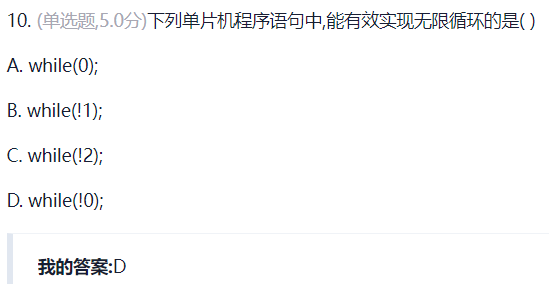 10. (单选题,5.0分)下列单片机程序语句中,能有效实现无限循环的是( )
A. while(0);
B. while(!1);
C. while(!2);
D. while(!0);
我的答案:D